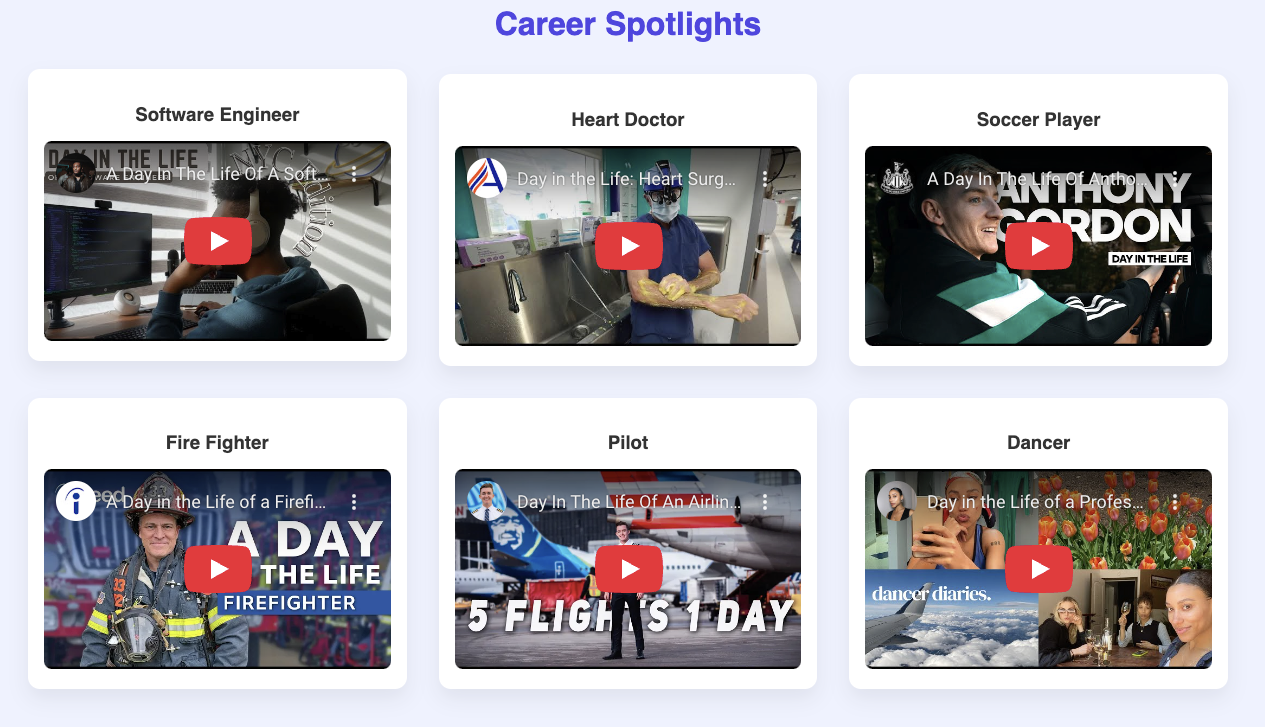 Career Spotlights
Software Engineer
DAY IN THE LIFE
A Day In The Life Of A Soft...
NYC
dition
Heart Doctor
Day in the Life: Heart Surg...
Soccer Player
A Day In The Life Of Antho...
ANTHONY
GORDON
DAY IN THE LIFE
Fire Fighter
A Day in the Life of a Firefi...
A DAY
THE LIFE
FIREFIGHTER
Pilot
Day In The Life Of An Airlin...
5 FLIGHTS 1 DAY
Dancer
Day in the Life of a Profes...
dancer diaries.